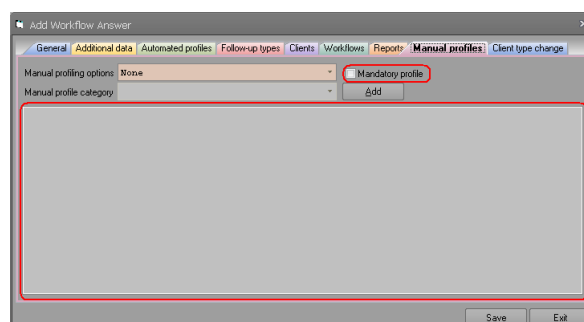 Add Workflow Answer
General Additional data Automated profiles Follow-up types Clients Workflows Reports Manual profiles Client type change
Manual profiling options None Mandatory profile
Manual profile category Add
Save Exit